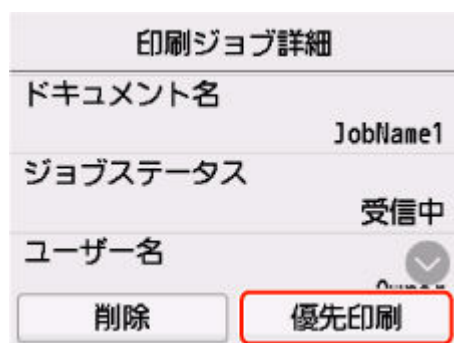 印刷ジョブ詳細
ドキュメント名
JobName1
ジョブステータス
受信中
ユーザー名
削除
優先印刷